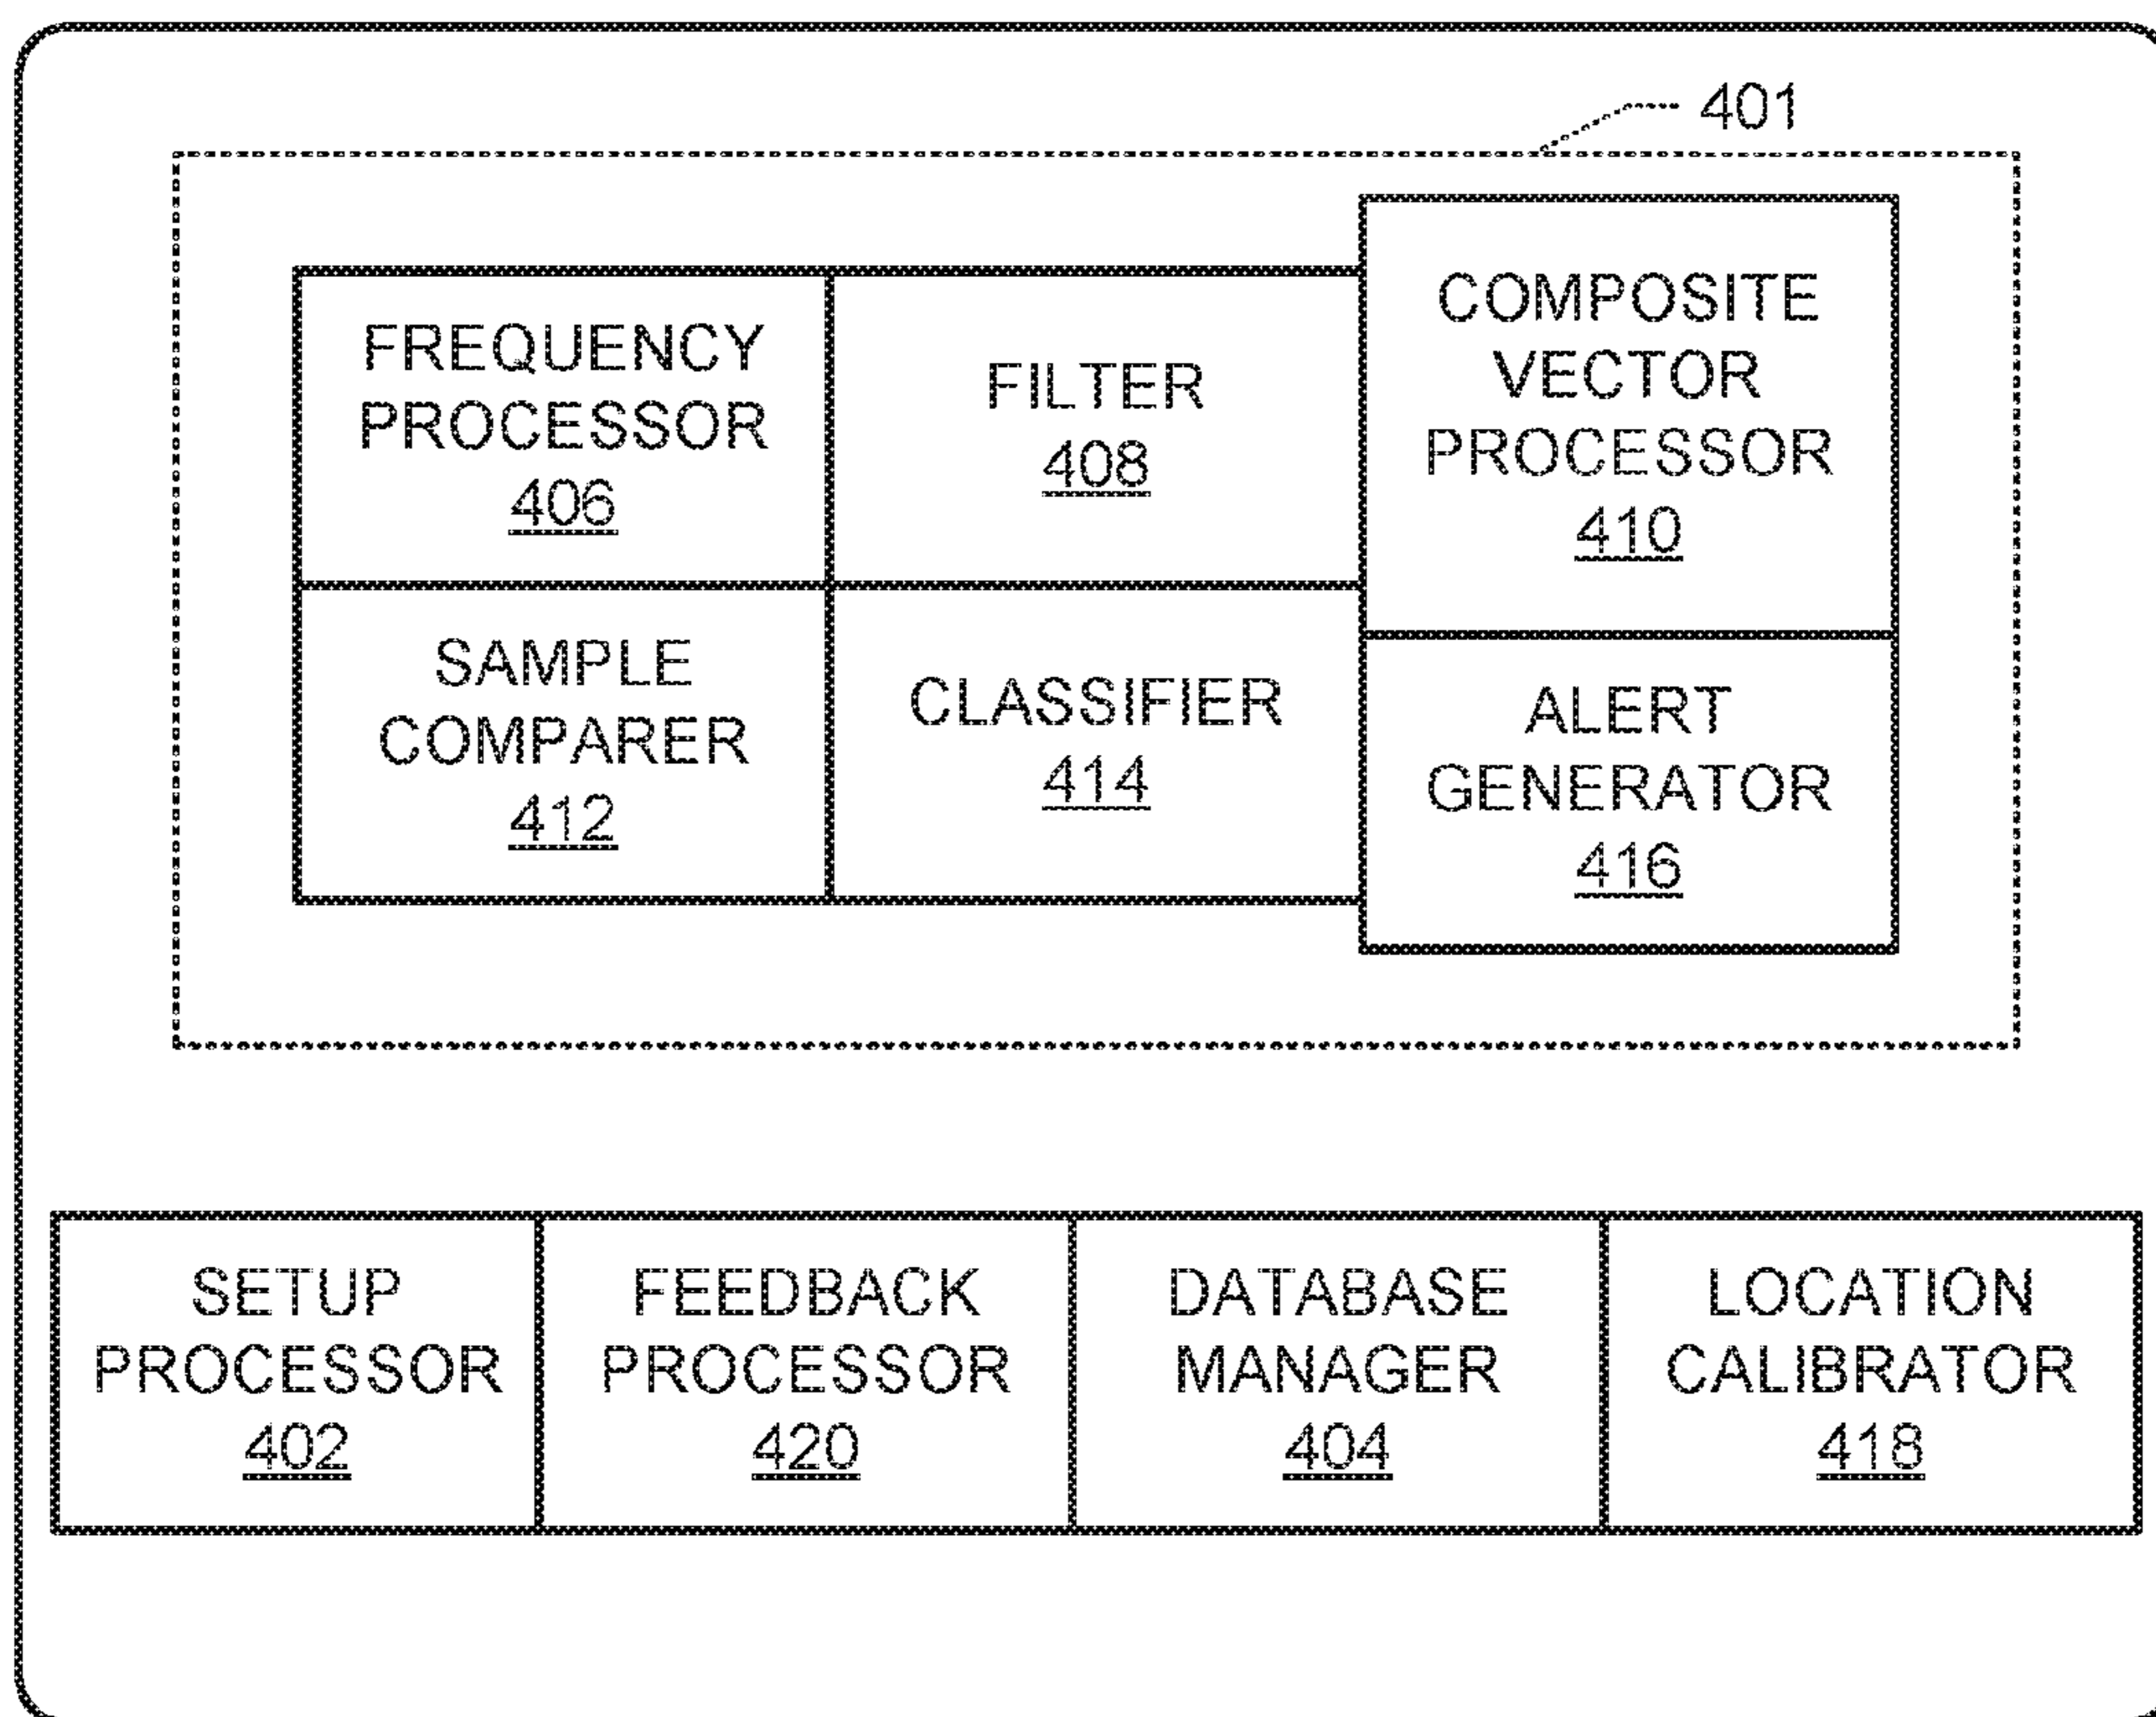 401
FREQUENCY
PROCESSOR
406
FILTER
408
COMPOSITE
VECTOR
PROCESSOR
410
SAMPLE
COMPARER
412
CLASSIFIER
414
ALERT
GENERATOR
416
SETUP
PROCESSOR
402
FEEDBACK
PROCESSOR
420
DATABASE
MANAGER
404
LOCATION
CALIBRATOR
418